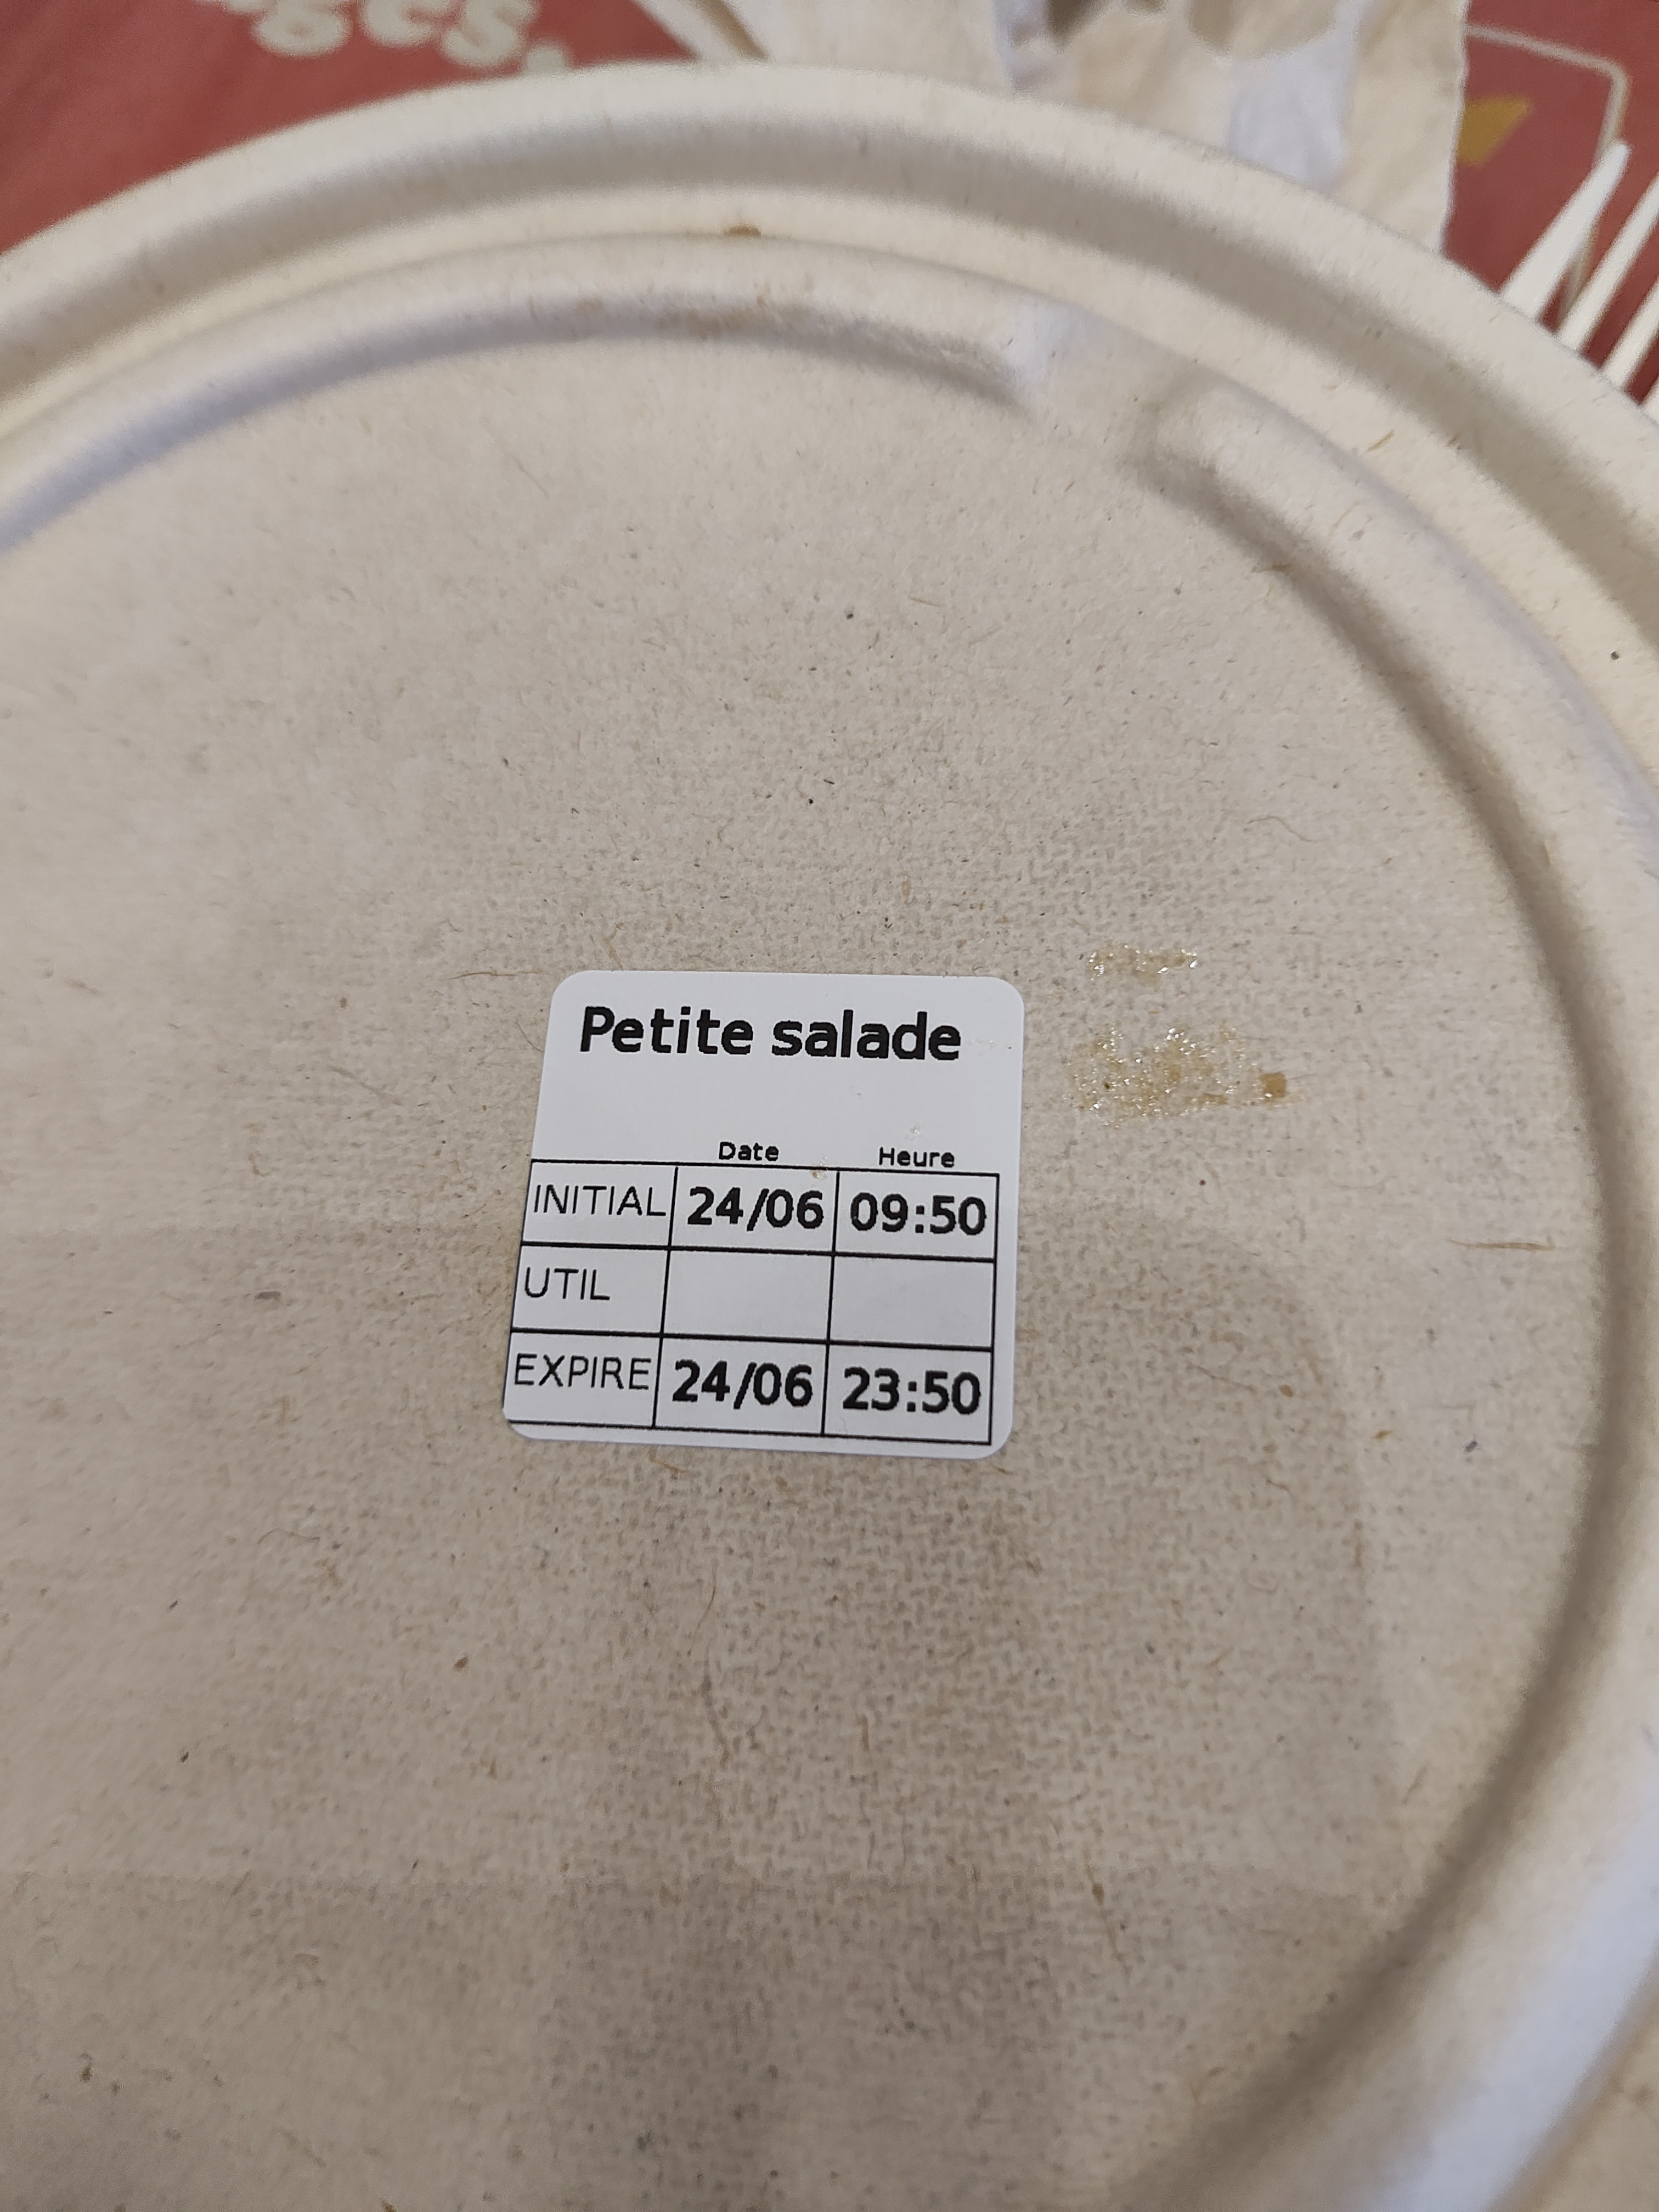 Petite salade
Date Heure
INITIAL 24/06 09:50
UTIL
EXPIRE 24/06 23:50